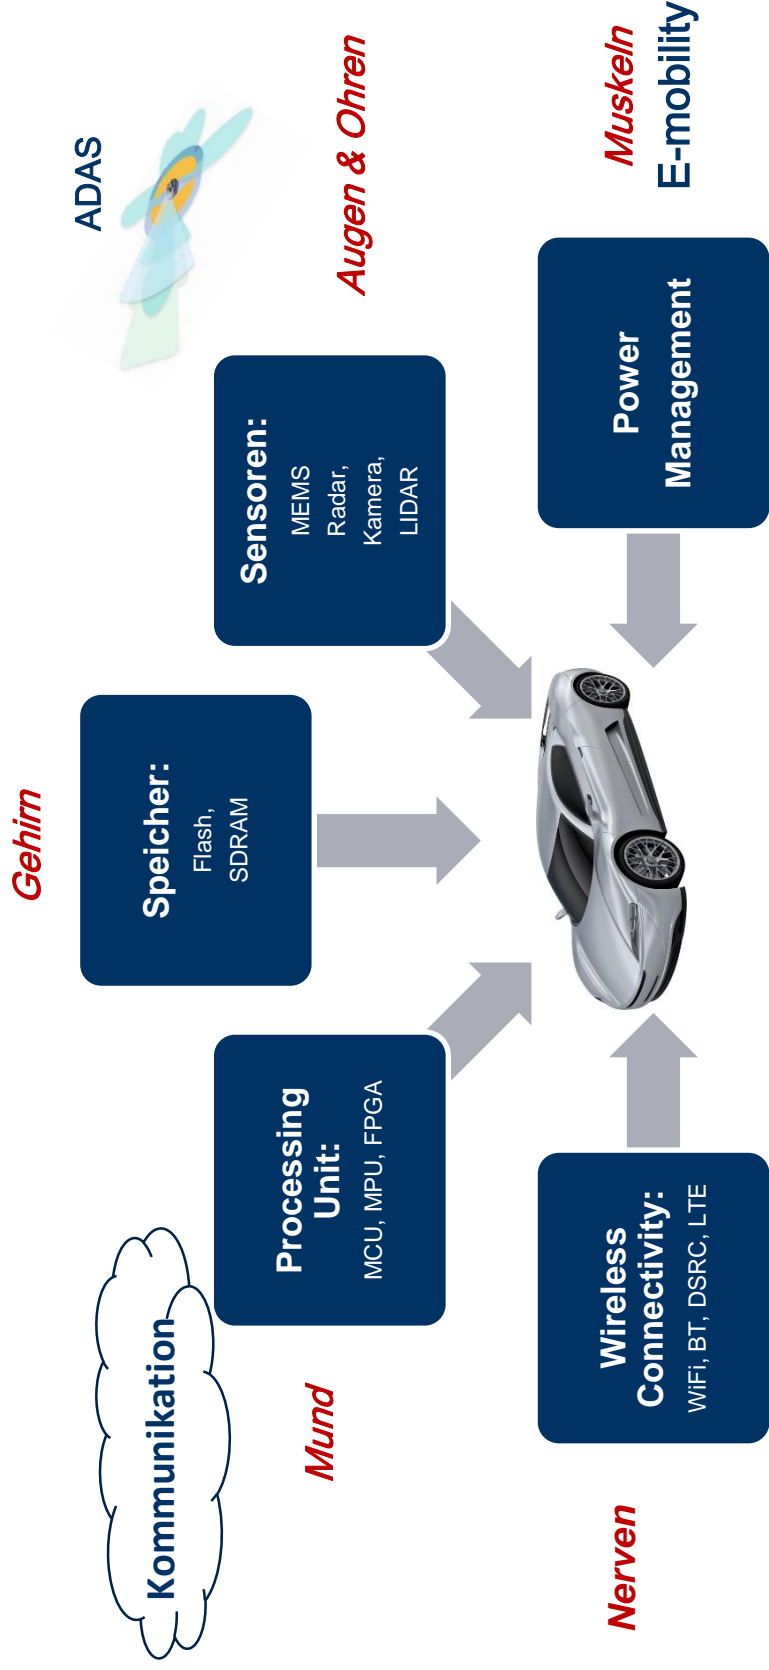 Gehirn
Kommunikation
ADAS
Speicher:
Flash,
SDRAM
Mund
Processing
Unit:
MCU, MPU, FPGA
Sensoren:
MEMS
Radar,
Kamera,
LIDAR
Augen & Ohren
Nerven
Wireless
Connectivity:
WiFi, BT, DSRC, LTE
Power
Management
Muskeln
E-mobility